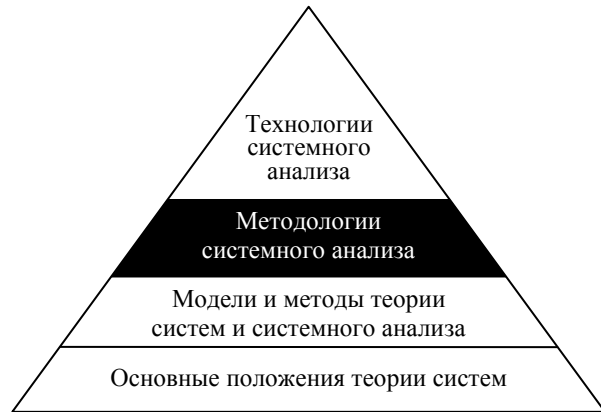 Технологии
системного
анализа
Методологии
системного анализа
Модели и методы теории
систем и системного анализа
Основные положения теории систем